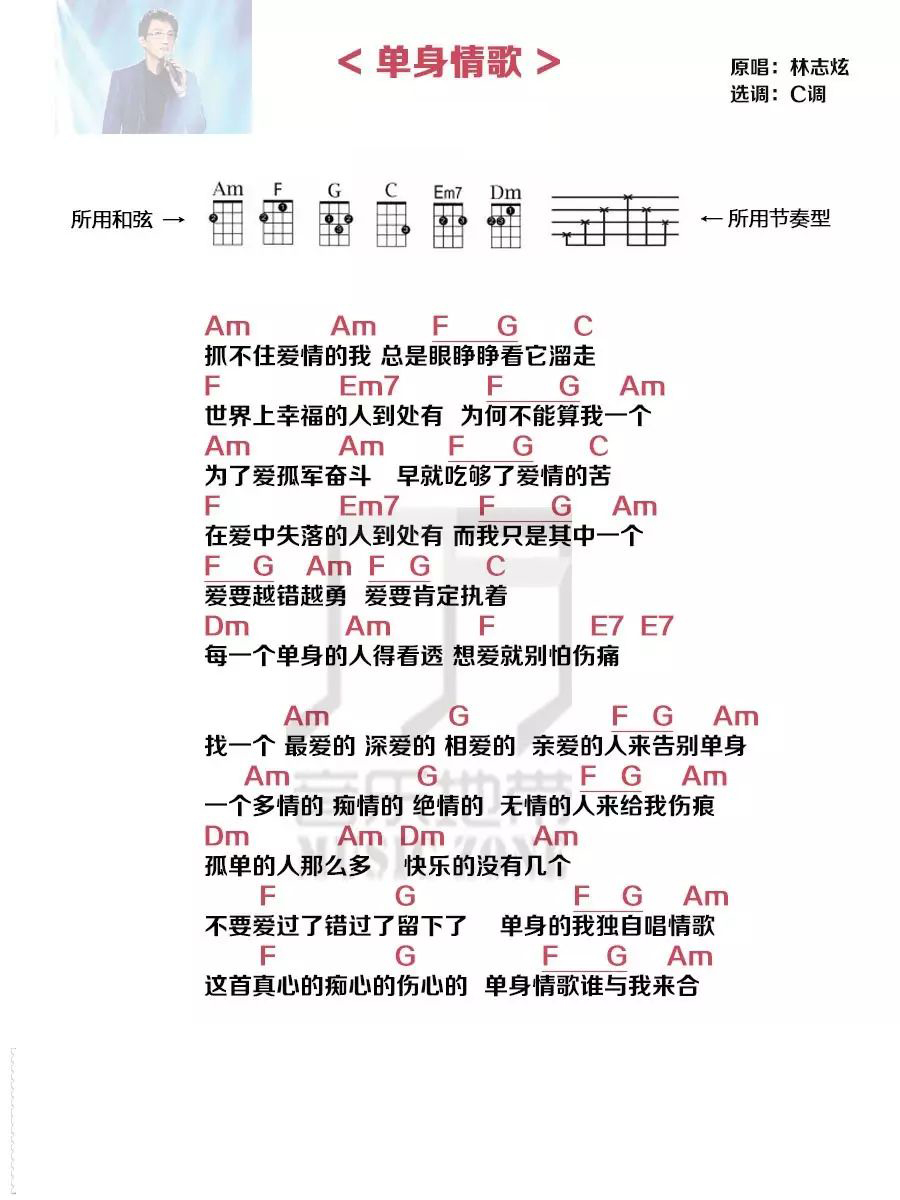 < 单身情歌 >
原唱：林志炫
选调：C调
所用和弦 → Am F G C Em7 Dm ← 所用节奏型
Am Am F G C
抓不住爱情的我 总是眼睁睁看它溜走
F Em7 F G Am
世界上幸福的人到处有 为何不能算我一个
Am Am F G C
为了爱孤军奋斗 早就吃够了爱情的苦
F Em7 F G Am
在爱中失落的人到处有 而我只是其中一个
F G Am F G C
爱要越错越勇 爱要肯定执着
Dm Am F E7 E7
每一个单身的人得看透 想爱就别怕伤痛
Am G F G Am
找一个 最爱的 深爱的 相爱的 亲爱的人来告别单身
Am G F G Am
一个多情的 痴情的 绝情的 无情的人来给我伤痕
Dm Am Dm Am
孤单的人那么多 快乐的没有几个
F G F G Am
不要爱过了错过了留下了 单身的我独自唱情歌
F G F G Am
这首真心的痴心的伤心的 单身情歌谁与我来合
音乐地带
MUSIC ZONE